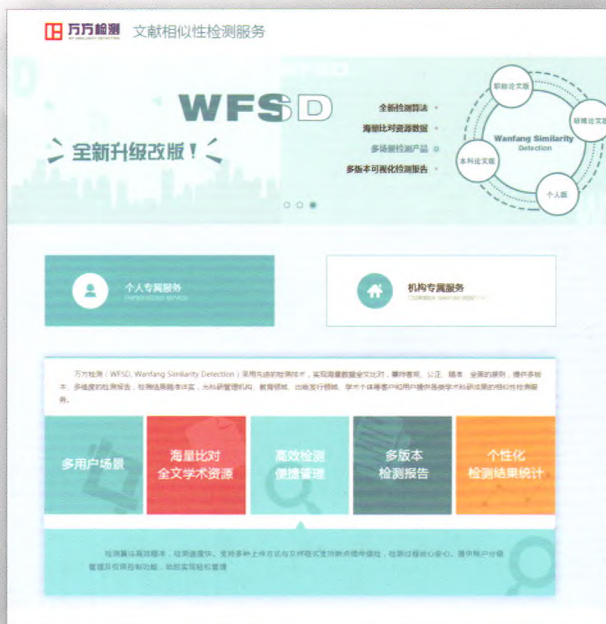 万方检测 文献相似性检测服务
WFSD
全新升级改版！
全新检测算法
海量比对资源数据
多场景检测产品
多版本可视化检测报告
职称论文版
硕博论文版
Wanfang Similarity
Detection
本科论文版
个人版
个人专属服务
机构专属服务
万方检测（WFSD, Wanfang Similarity Detection）采用先进的检测技术，实现海量数据全文比对，秉持客观、公正、精准、全面的原则，提供多版
本、多维度的检测报告，检测结果精准详实，为科研管理机构、教育领域、出版发行领域、学术个体等客户和用户提供各类学术科研成果的相似性检测服
务。
多用户场景
海量比对
全文学术资源
高效检测
便捷管理
多版本
检测报告
个性化
检测结果统计
检测算法高效精准，检测速度快。支持多种上传方式与文件格式支持断点续传续检，检测过程省心安心。提供账户分级
管理及权限控制功能，助您实现轻松管理